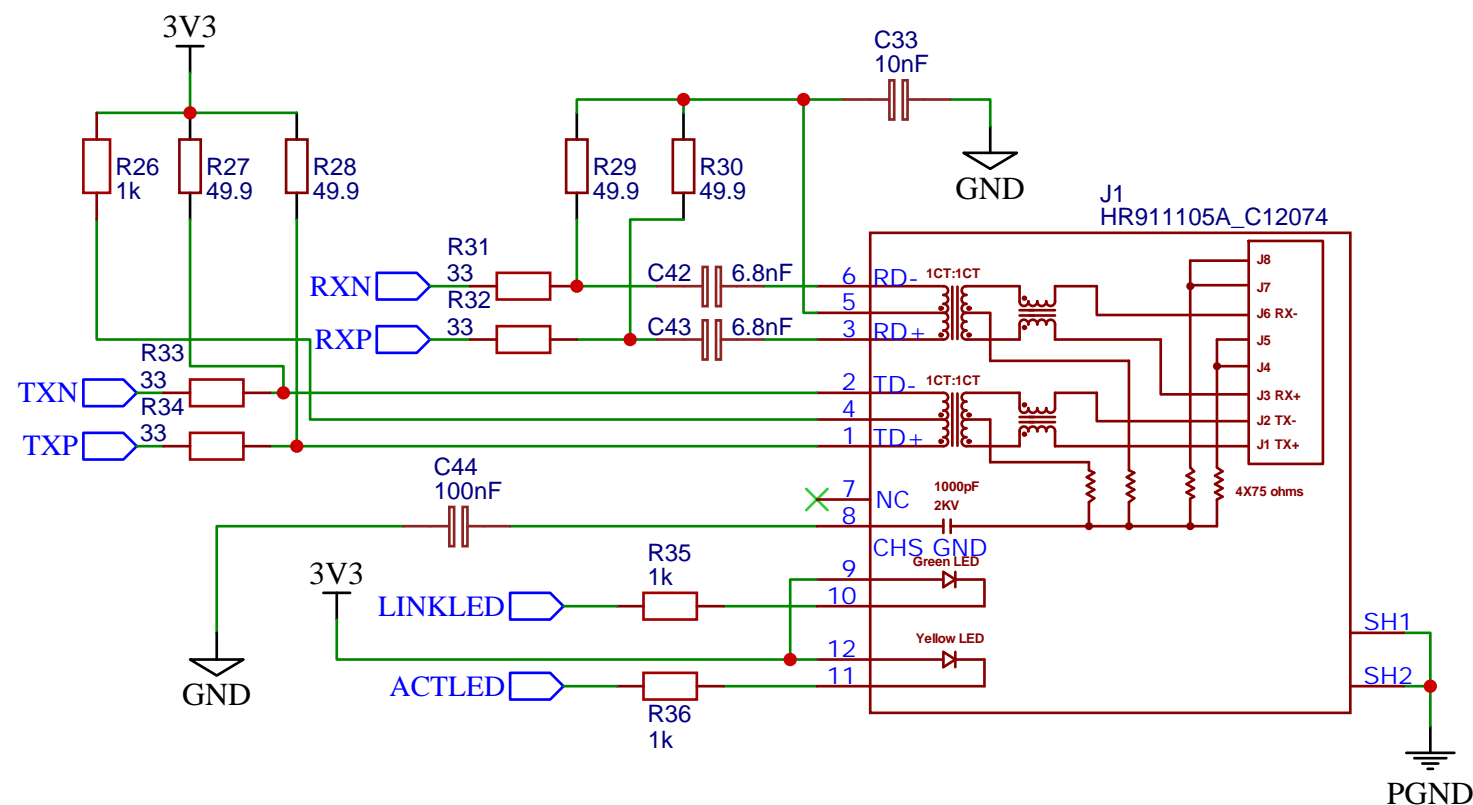 3V3
C33
10nF
R26
1k
R27
49.9
R28
49.9
R29
49.9
R30
49.9
GND
J1
HR911105A_C12074
R31
33
RXN
C42
6.8nF
6
RD-
1CT:1CT
5
R32
33
RXP
C43
6.8nF
3
RD+
J8
J7
J6 RX-
J5
J4
J3 RX+
J2 TX-
J1 TX+
R33
33
TXN
2
TD-
1CT:1CT
4
R34
33
TXP
1
TD+
C44
100nF
7
NC
1000pF
2KV
4X75 ohms
8
CHS GND
Green LED
R35
1k
9
3V3
LINKLED
10
Yellow LED
12
GND
ACTLED
11
R36
1k
SH1
SH2
PGND